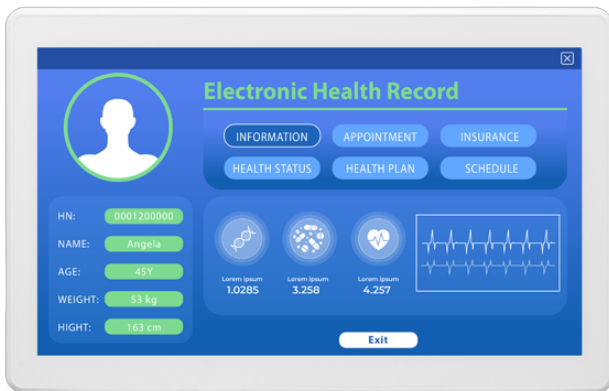 Electronic Health Record
INFORMATION APPOINTMENT INSURANCE
HEALTH STATUS HEALTH PLAN SCHEDULE
HN: 0001200000
NAME: Angela
AGE: 45Y
WEIGHT: 53 kg
HIGHT: 163 cm
Lorem Ipsum Lorem Ipsum Lorem Ipsum
1.0285 3.258 4.257
Exit